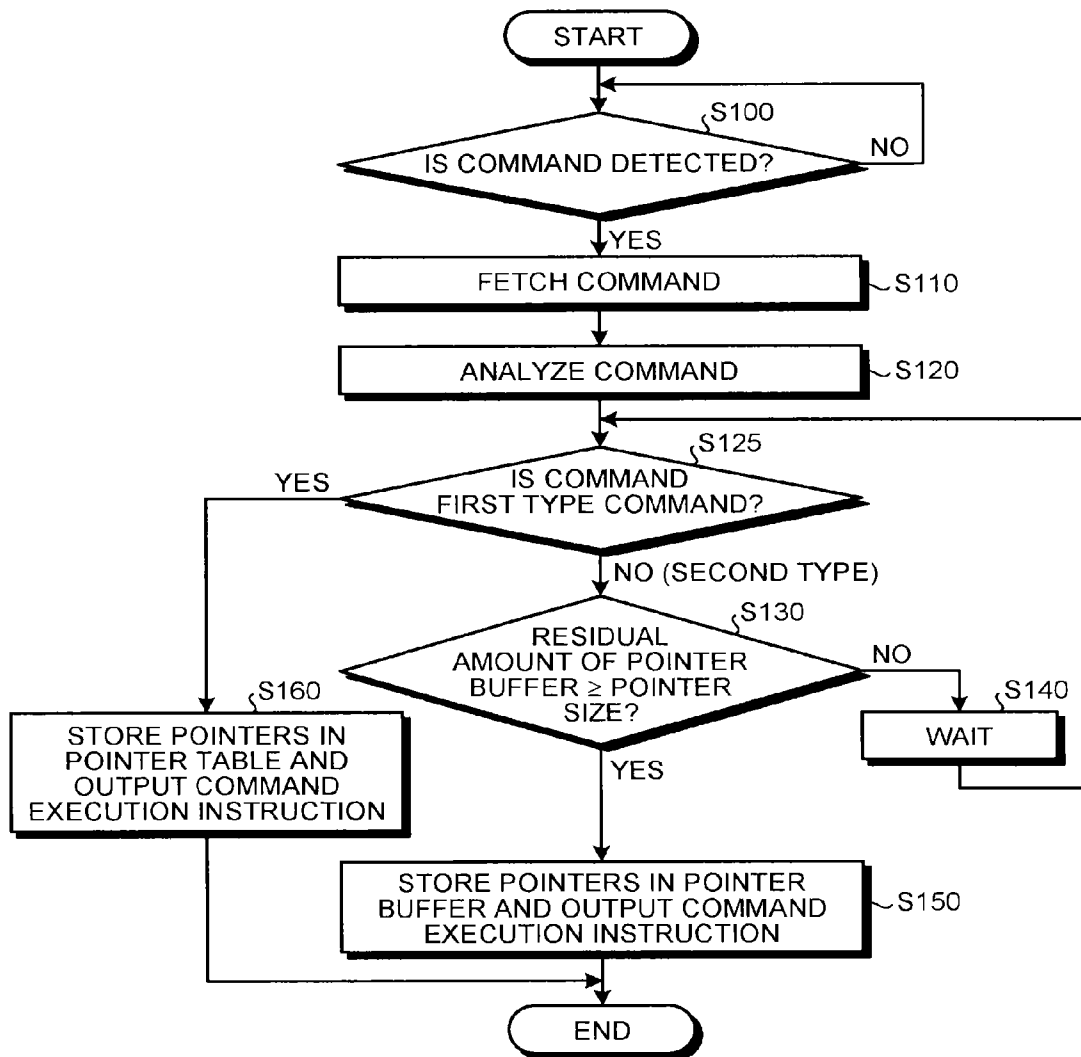 START
S100
IS COMMAND DETECTED?
NO
YES
FETCH COMMAND
S110
ANALYZE COMMAND
S120
S125
YES
IS COMMAND
FIRST TYPE COMMAND?
NO (SECOND TYPE)
S130
RESIDUAL
AMOUNT OF POINTER
BUFFER ≥ POINTER
SIZE?
NO
S140
WAIT
YES
S160
STORE POINTERS IN
POINTER TABLE AND
OUTPUT COMMAND
EXECUTION INSTRUCTION
STORE POINTERS IN POINTER
BUFFER AND OUTPUT COMMAND
EXECUTION INSTRUCTION
S150
END